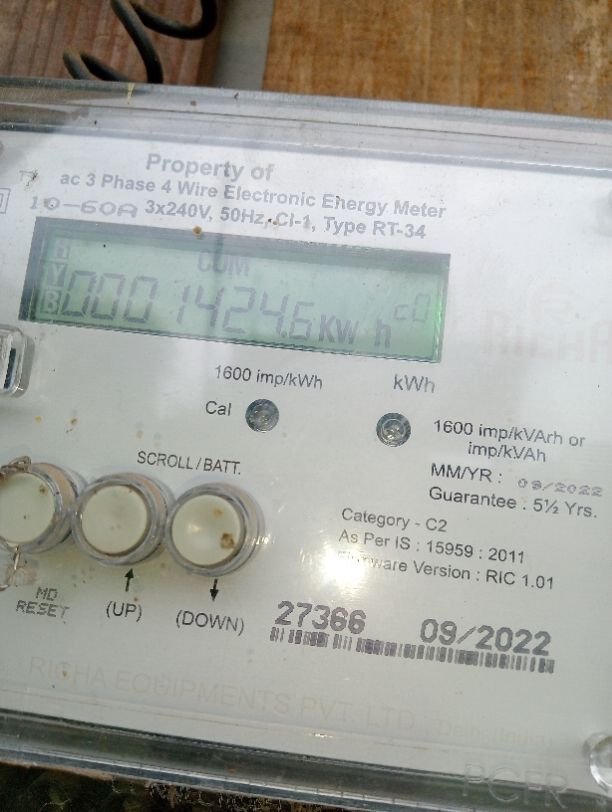 Property of
ac 3 Phase 4 Wire Electronic Energy Meter
10-60A 3x240V, 50Hz, Cl-1, Type RT-34
R
Y
B
CUM
0001424.6 KW h
c0
RICHA
1600 imp/kWh
kWh
Cal
1600 imp/kVArh or
imp/kVAh
SCROLL/BATT.
MM/YR : 09/2022
Guarantee : 5½ Yrs.
Category - C2
As Per IS : 15959 : 2011
Version : RIC 1.01
MD
RESET
(UP)
(DOWN)
27366 09/2022
RICHA EQUIPMENTS PVT. LTD.